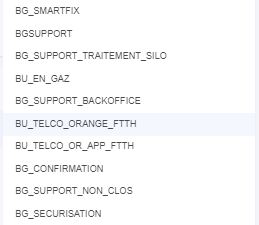 BG_SMARTFIX
BGSUPPORT
BG_SUPPORT_TRAITEMENT_SILO
BU_EN_GAZ
BG_SUPPORT_BACKOFFICE
BU_TELCO_ORANGE_FTTH
BU_TELCO_OR_APP_FTTH
BG_CONFIRMATION
BG_SUPPORT_NON_CLOS
BG_SECURISATION